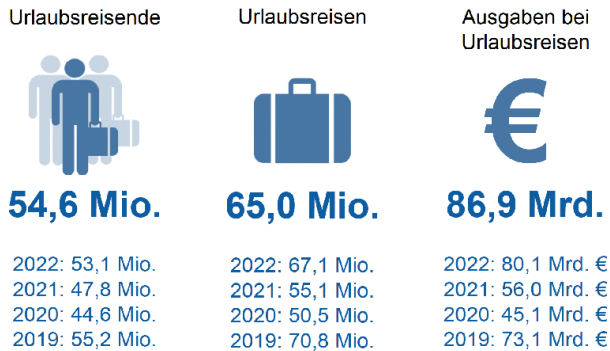 Urlaubsreisende
54,6 Mio.
2022: 53,1 Mio.
2021: 47,8 Mio.
2020: 44,6 Mio.
2019: 55,2 Mio.
Urlaubsreisen
65,0 Mio.
2022: 67,1 Mio.
2021: 55,1 Mio.
2020: 50,5 Mio.
2019: 70,8 Mio.
Ausgaben bei
Urlaubsreisen
€
86,9 Mrd.
2022: 80,1 Mrd. €
2021: 56,0 Mrd. €
2020: 45,1 Mrd. €
2019: 73,1 Mrd. €